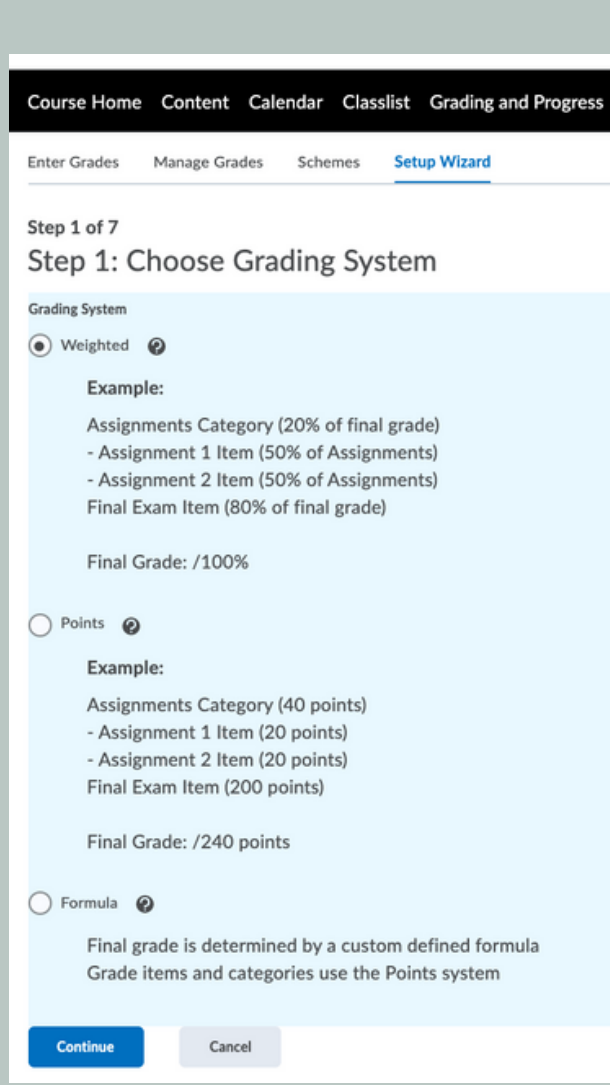 Course Home Content Calendar Classlist Grading and Progress
Enter Grades Manage Grades Schemes Setup Wizard
Step 1 of 7
Step 1: Choose Grading System
Grading System
Weighted ?
Example:
Assignments Category (20% of final grade)
- Assignment 1 Item (50% of Assignments)
- Assignment 2 Item (50% of Assignments)
Final Exam Item (80% of final grade)
Final Grade: /100%
Points ?
Example:
Assignments Category (40 points)
- Assignment 1 Item (20 points)
- Assignment 2 Item (20 points)
Final Exam Item (200 points)
Final Grade: /240 points
Formula ?
Final grade is determined by a custom defined formula
Grade items and categories use the Points system
Continue Cancel